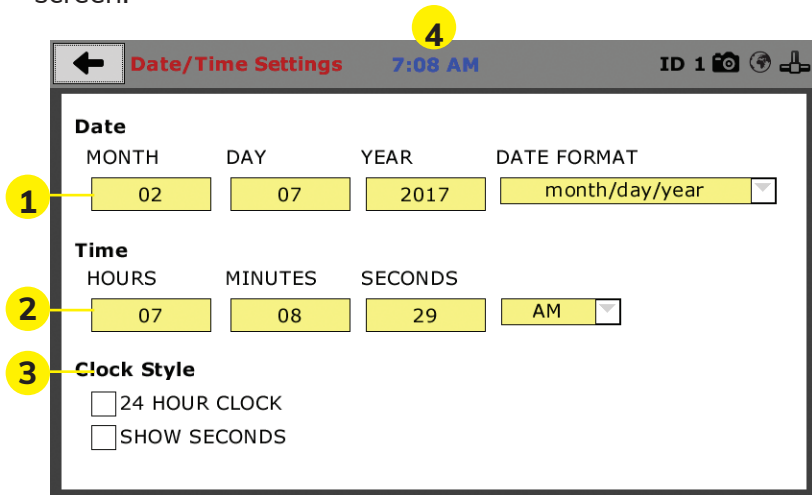 screen.
4
Date/Time Settings 7:08 AM ID 1
Date
MONTH DAY YEAR DATE FORMAT
1 02 07 2017 month/day/year
Time
HOURS MINUTES SECONDS
2 07 08 29 AM
3 Clock Style
24 HOUR CLOCK
SHOW SECONDS